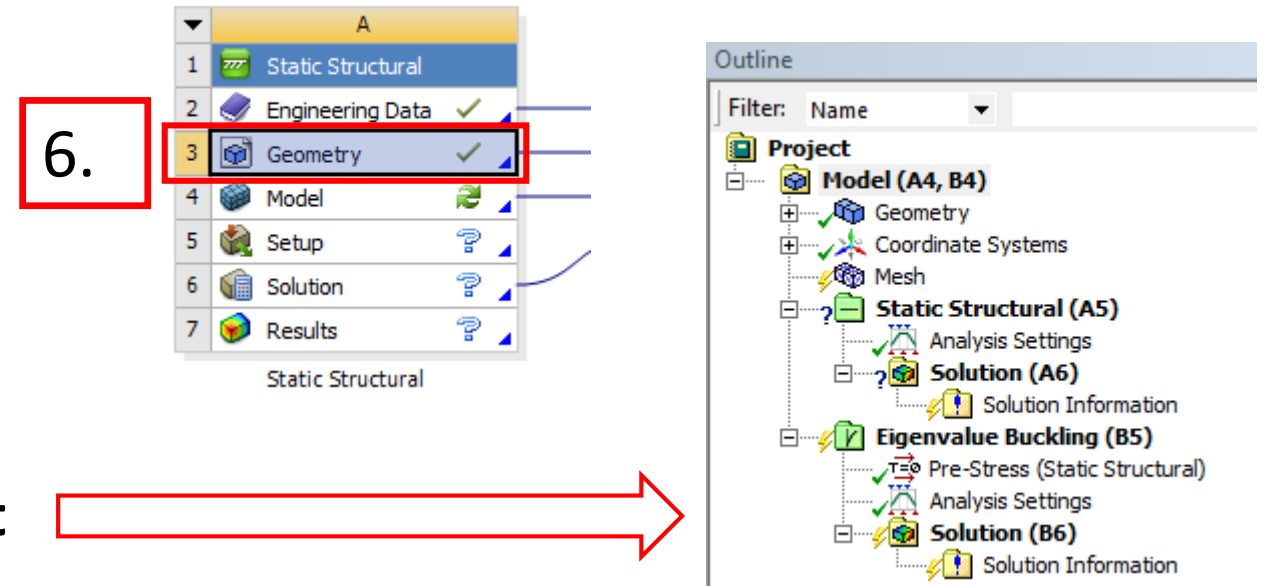 6.
A
1 Static Structural
2 Engineering Data
3 Geometry
4 Model
5 Setup
6 Solution
7 Results
Static Structural
t
Outline
Filter: Name
Project
Model (A4, B4)
Geometry
Coordinate Systems
Mesh
Static Structural (A5)
Analysis Settings
Solution (A6)
Solution Information
Eigenvalue Buckling (B5)
T=0 Pre-Stress (Static Structural)
Analysis Settings
Solution (B6)
Solution Information